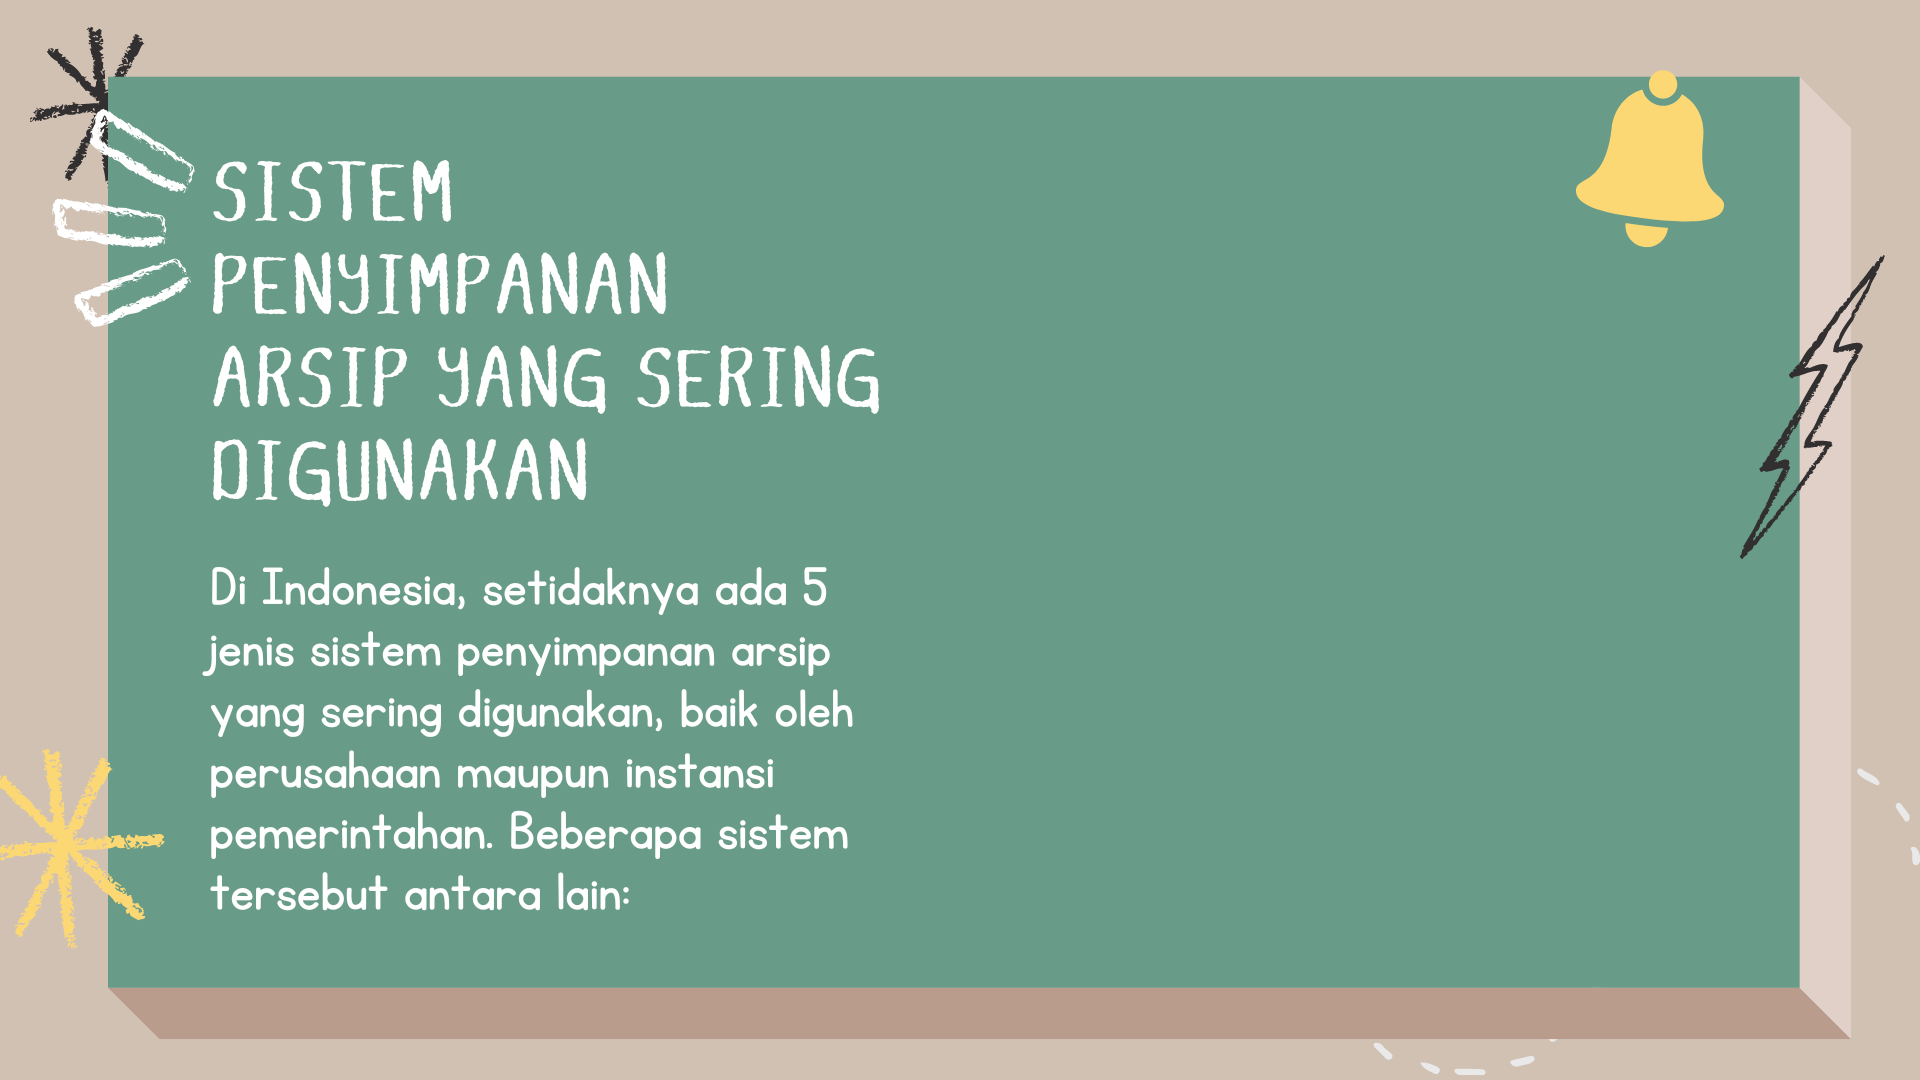 SISTEM
PENYIMPANAN
ARSIP YANG SERING
DIGUNAKAN
Di Indonesia, setidaknya ada 5
jenis sistem penyimpanan arsip
yang sering digunakan, baik oleh
perusahaan maupun instansi
pemerintahan. Beberapa sistem
tersebut antara lain: